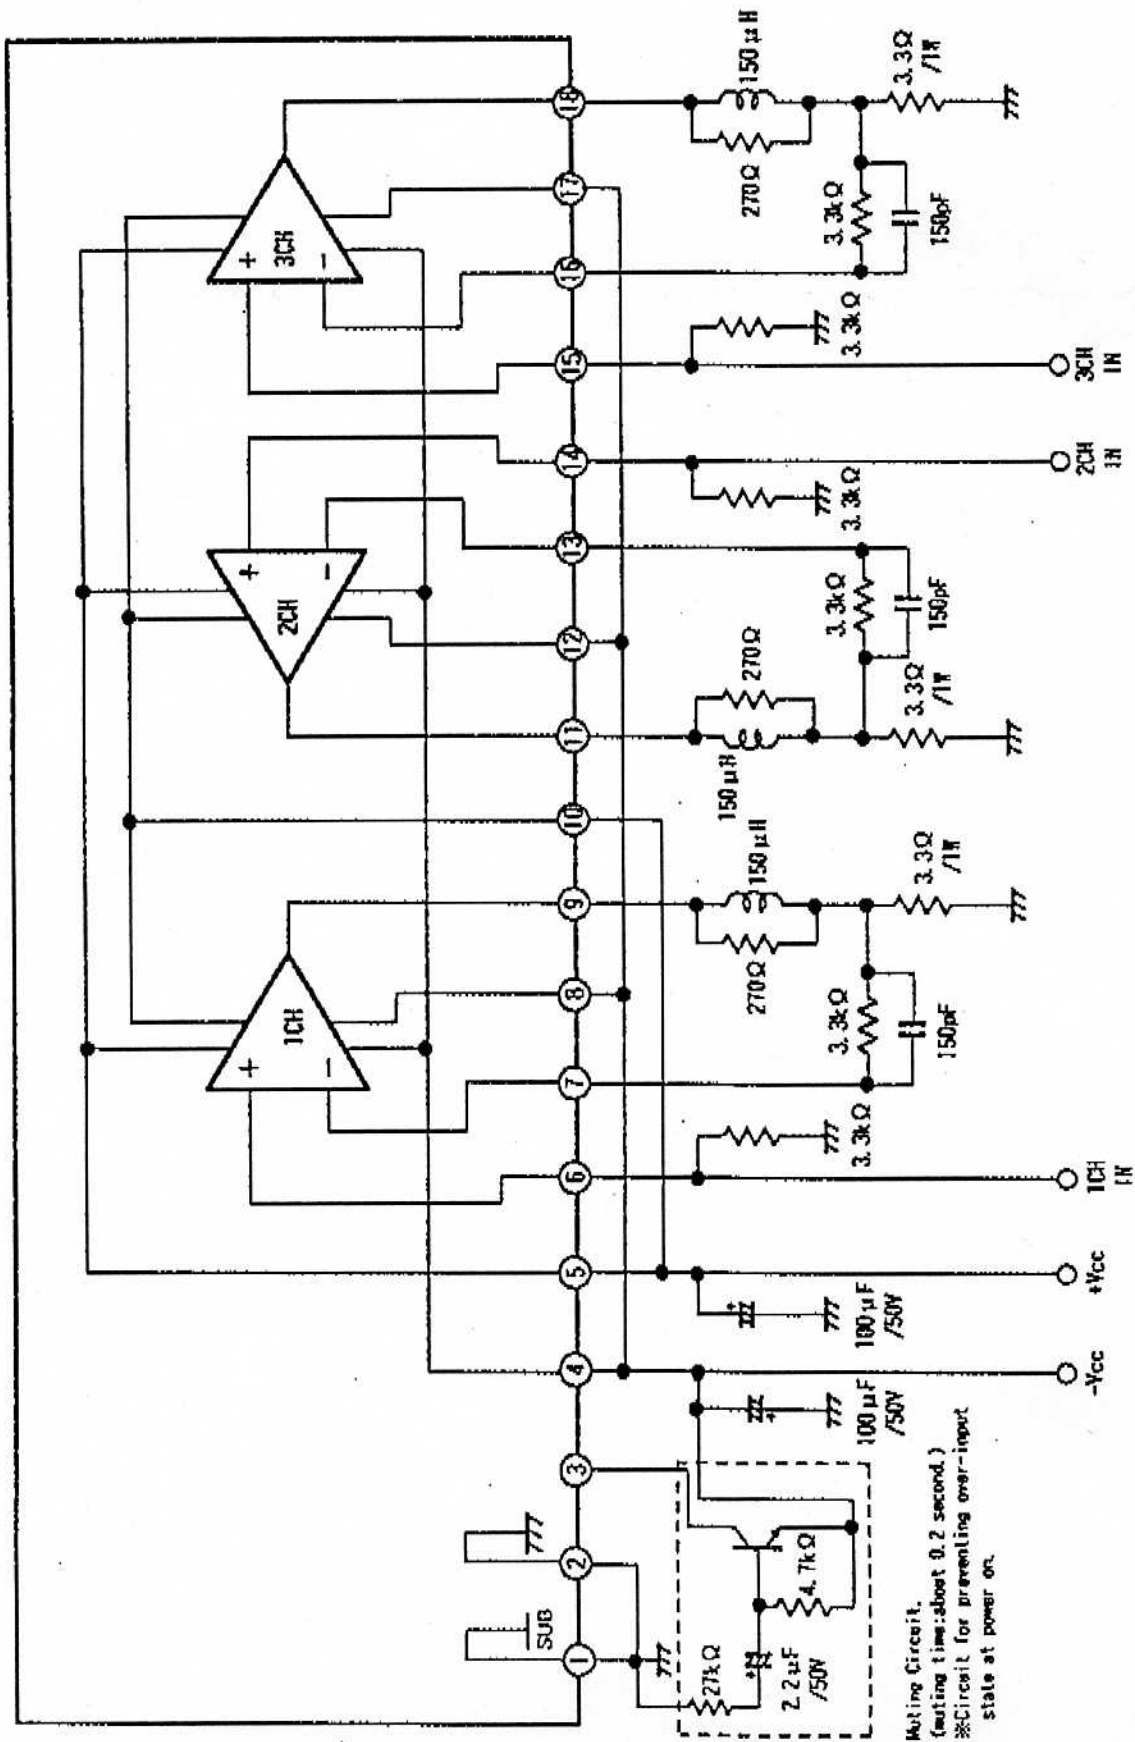 3CH
+
−
2CH
+
−
1CH
+
−
18
17
16
15
14
13
12
11
10
9
8
7
6
5
4
3
2
1
SUB
150μH
270Ω
3.3Ω
/1W
3.3kΩ
150pF
3.3kΩ
3CH
IN
2CH
IN
3.3kΩ
3.3kΩ
150pF
270Ω
150μH
3.3Ω
/1W
150μH
270Ω
3.3Ω
/1W
3.3kΩ
150pF
3.3kΩ
1CH
IN
+Vcc
100μF
/50V
-Vcc
100μF
/50V
4.7kΩ
27kΩ
2.2μF
/50V
Muting Circuit.
(muting time:about 0.2 second.)
※Circuit for preventing over-input
state at power on.